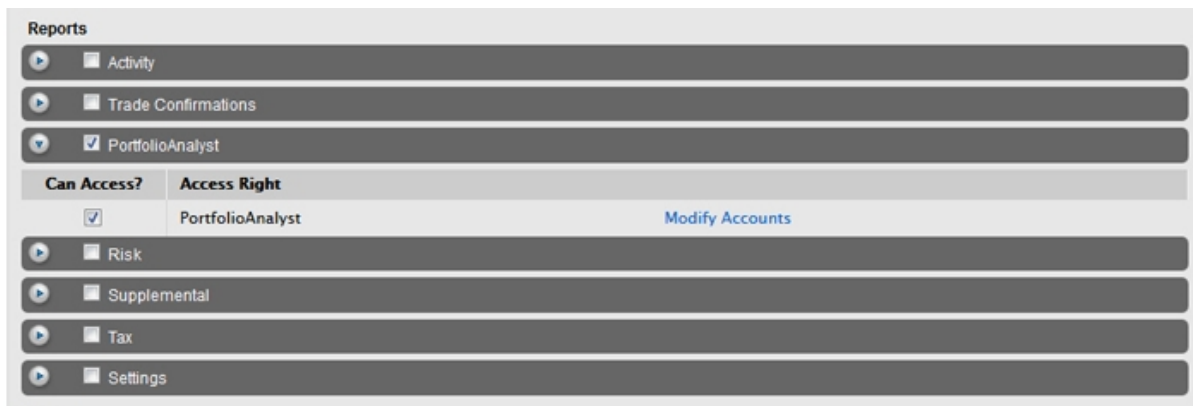 Reports
Activity
Trade Confirmations
PortfolioAnalyst
Can Access? Access Right
PortfolioAnalyst Modify Accounts
Risk
Supplemental
Tax
Settings